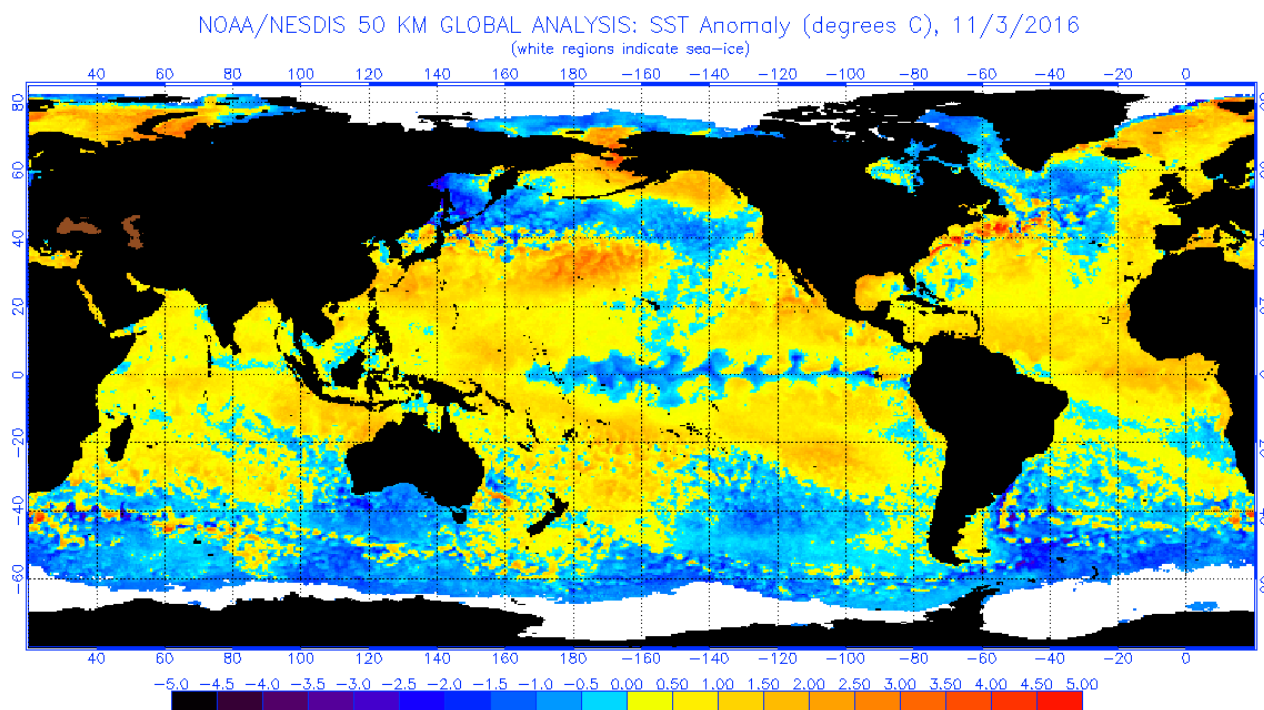 NOAA/NESDIS 50 KM GLOBAL ANALYSIS: SST Anomaly (degrees C), 11/3/2016
(white regions indicate sea-ice)
40 60 80 100 120 140 160 180 -160 -140 -120 -100 -80 -60 -40 -20 0
80
60
40
20
0
-20
-40
-60
40 60 80 100 120 140 160 180 -160 -140 -120 -100 -80 -60 -40 -20 0
-5.0 -4.5 -4.0 -3.5 -3.0 -2.5 -2.0 -1.5 -1.0 -0.5 0.00 0.50 1.00 1.50 2.00 2.50 3.00 3.50 4.00 4.50 5.00